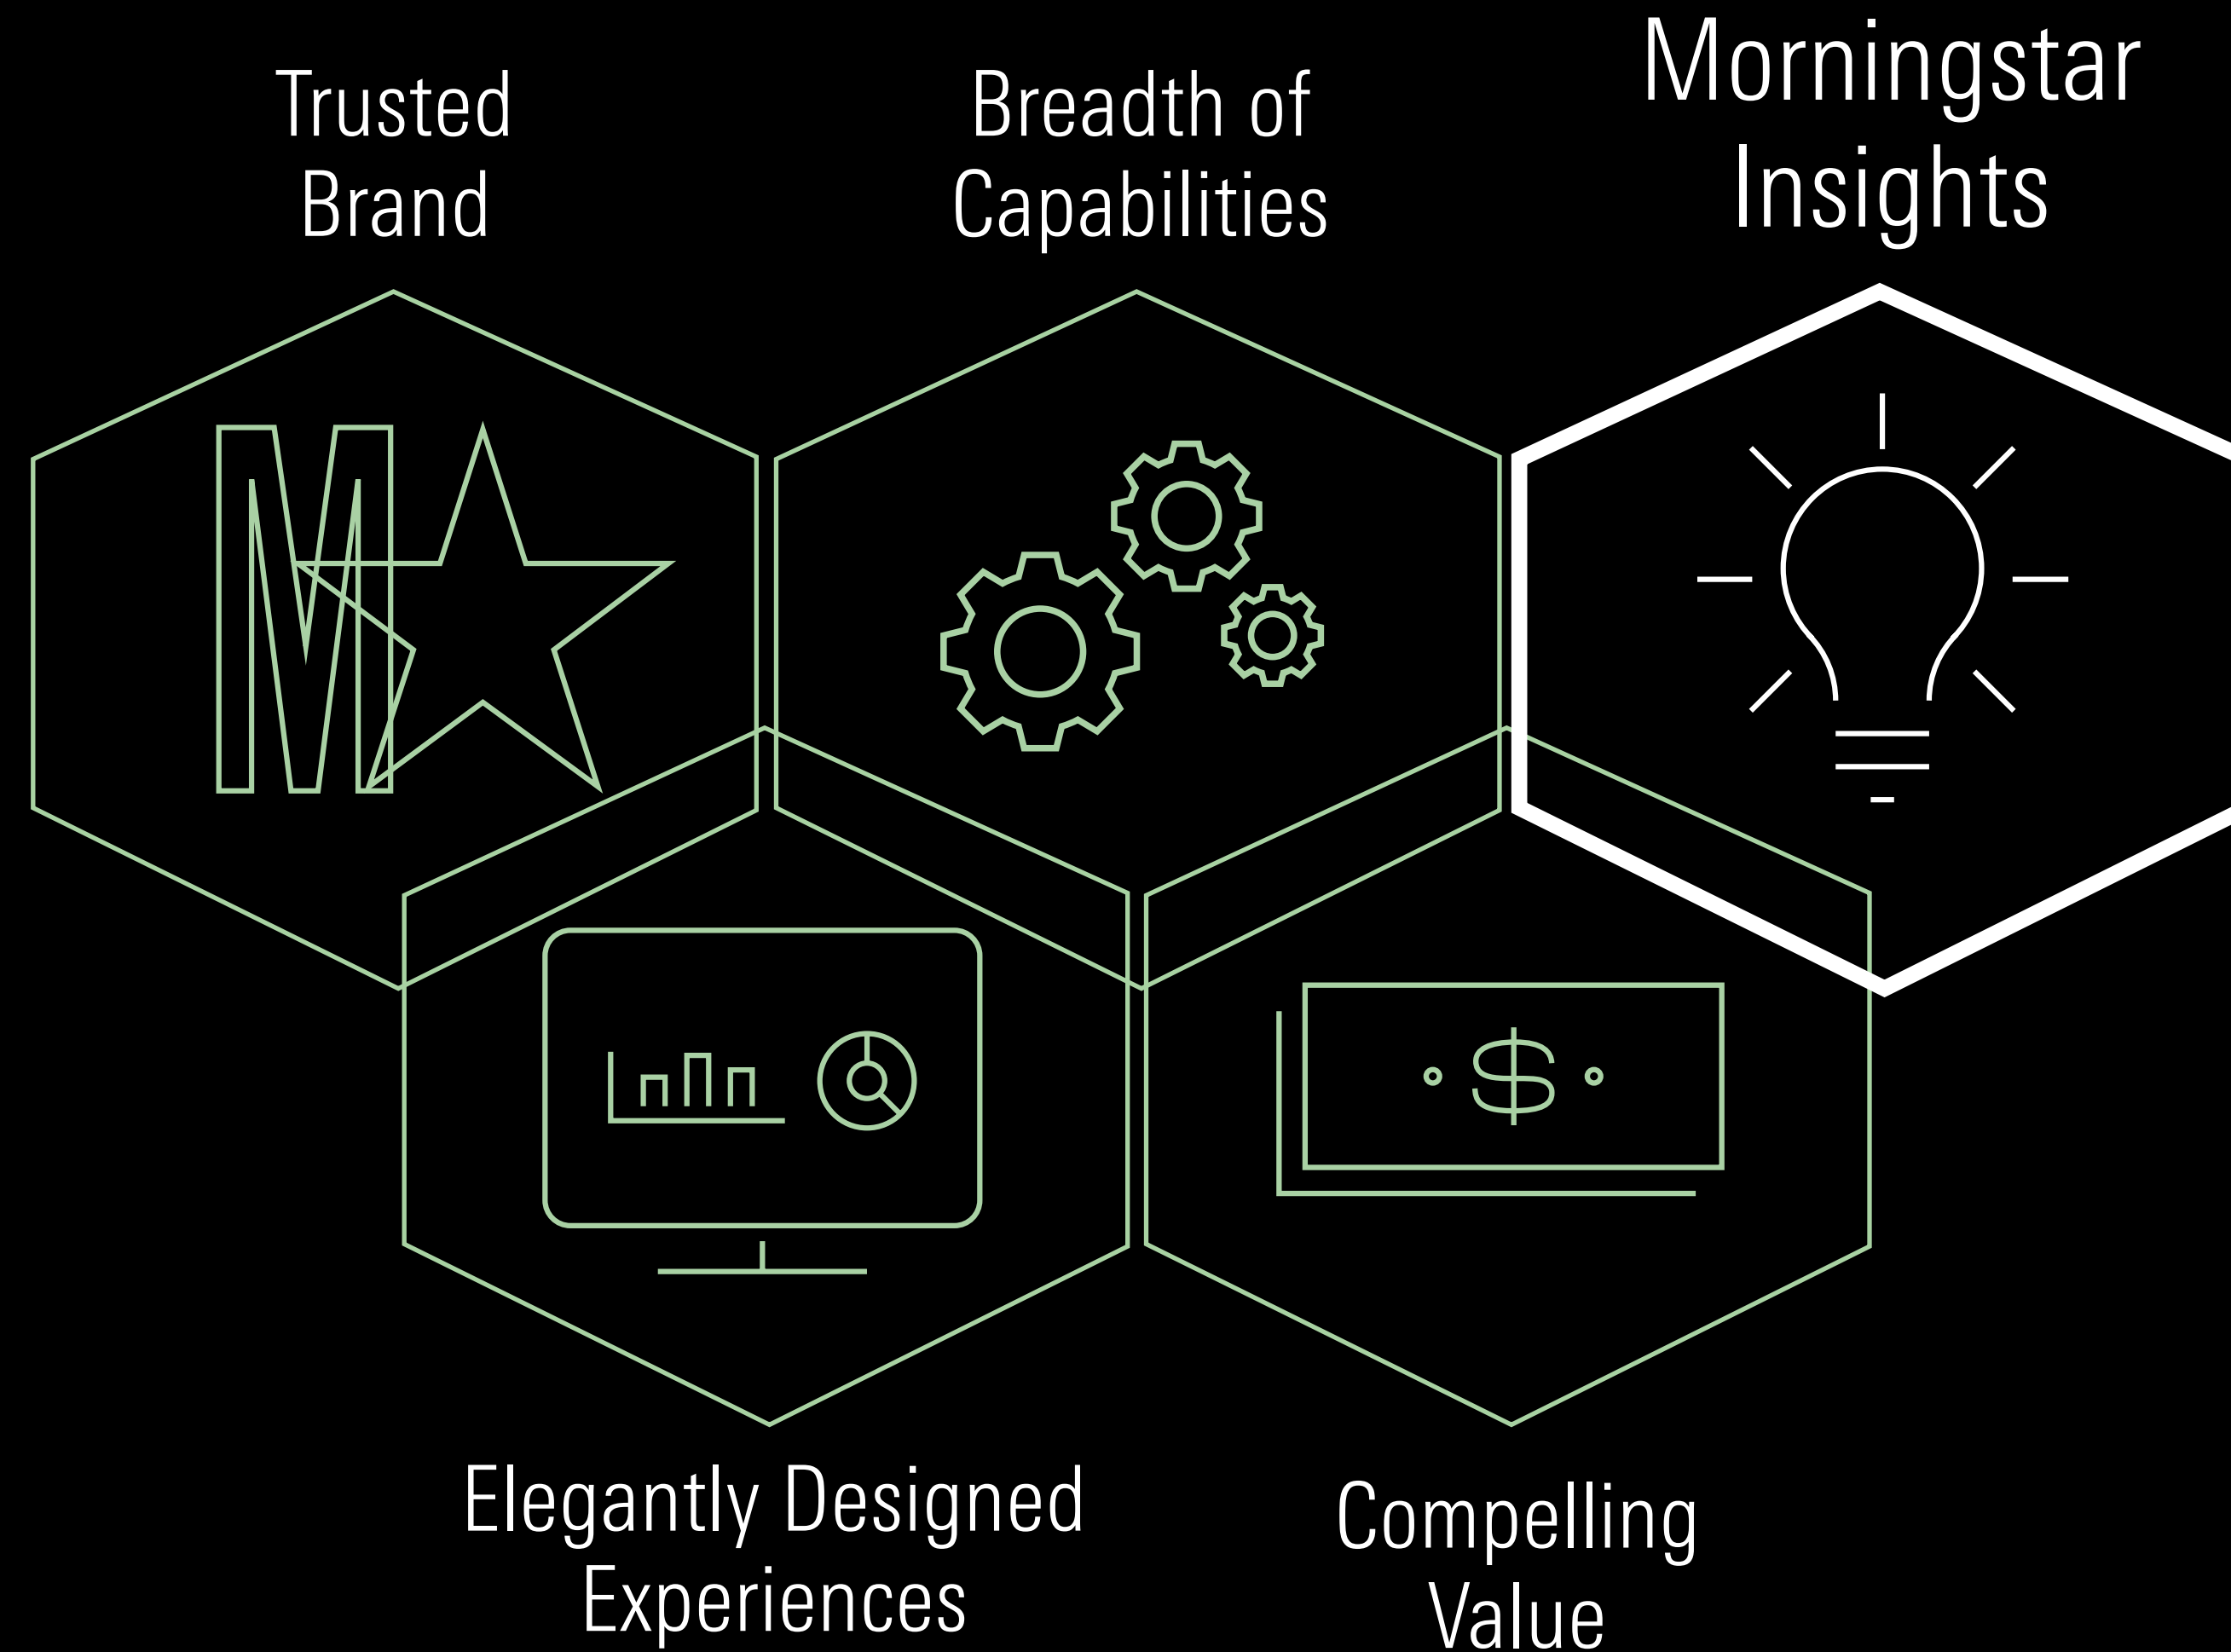 Trusted
Brand
Breadth of
Capabilities
Morningstar
Insights
M
$
Elegantly Designed
Experiences
Compelling
Value